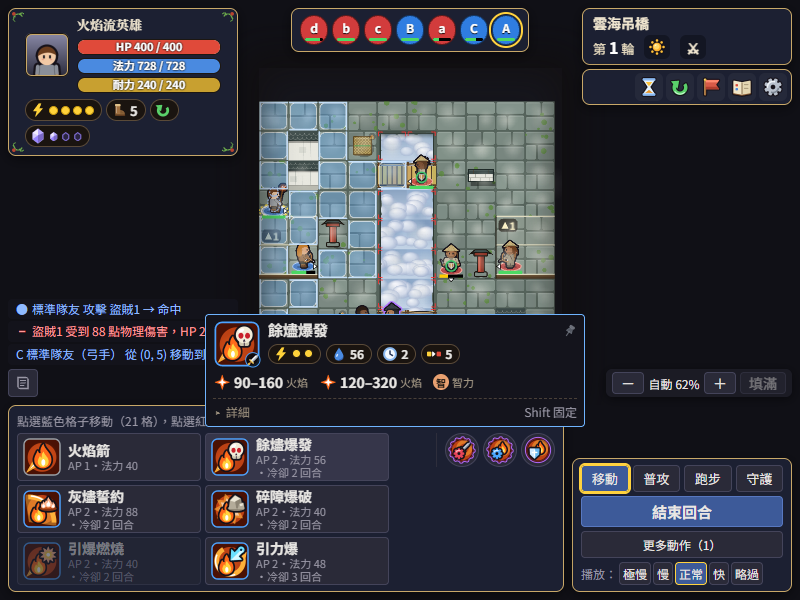 火焰流英雄
HP 400 / 400
法力 728 / 728
耐力 240 / 240
5
d b c B a C A
雲海吊橋
第 1 輪
▲1
▲1
標準隊友 攻擊 盜賊1 → 命中
− 盜賊1 受到 88 點物理傷害，HP 2
C 標準隊友（弓手） 從 (0, 5) 移動到
餘燼爆發
56
2
5
90–160 火焰
120–320 火焰
智 智力
▸ 詳細
Shift 固定
− 自動 62% +
填滿
點選藍色格子移動（21 格），點選紅
火焰箭
AP 1・法力 40
餘燼爆發
AP 2・法力 56
・冷卻 2 回合
灰燼誓約
AP 2・法力 88
・冷卻 2 回合
碎障爆破
AP 2・法力 40
・冷卻 2 回合
引爆燃燒
AP 2・法力 40
・冷卻 2 回合
引力爆
AP 2・法力 48
・冷卻 3 回合
移動 普攻 跑步 守護
結束回合
更多動作（1）
播放： 極慢 慢 正常 快 略過